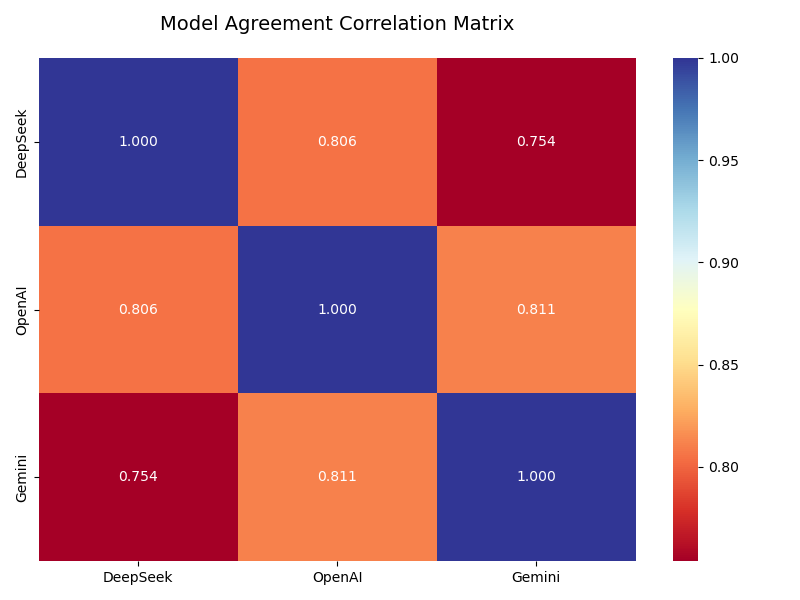 Model Agreement Correlation Matrix
DeepSeek
1.000
0.806
0.754
OpenAI
0.806
1.000
0.811
Gemini
0.754
0.811
1.000
DeepSeek
OpenAI
Gemini
1.00
0.95
0.90
0.85
0.80